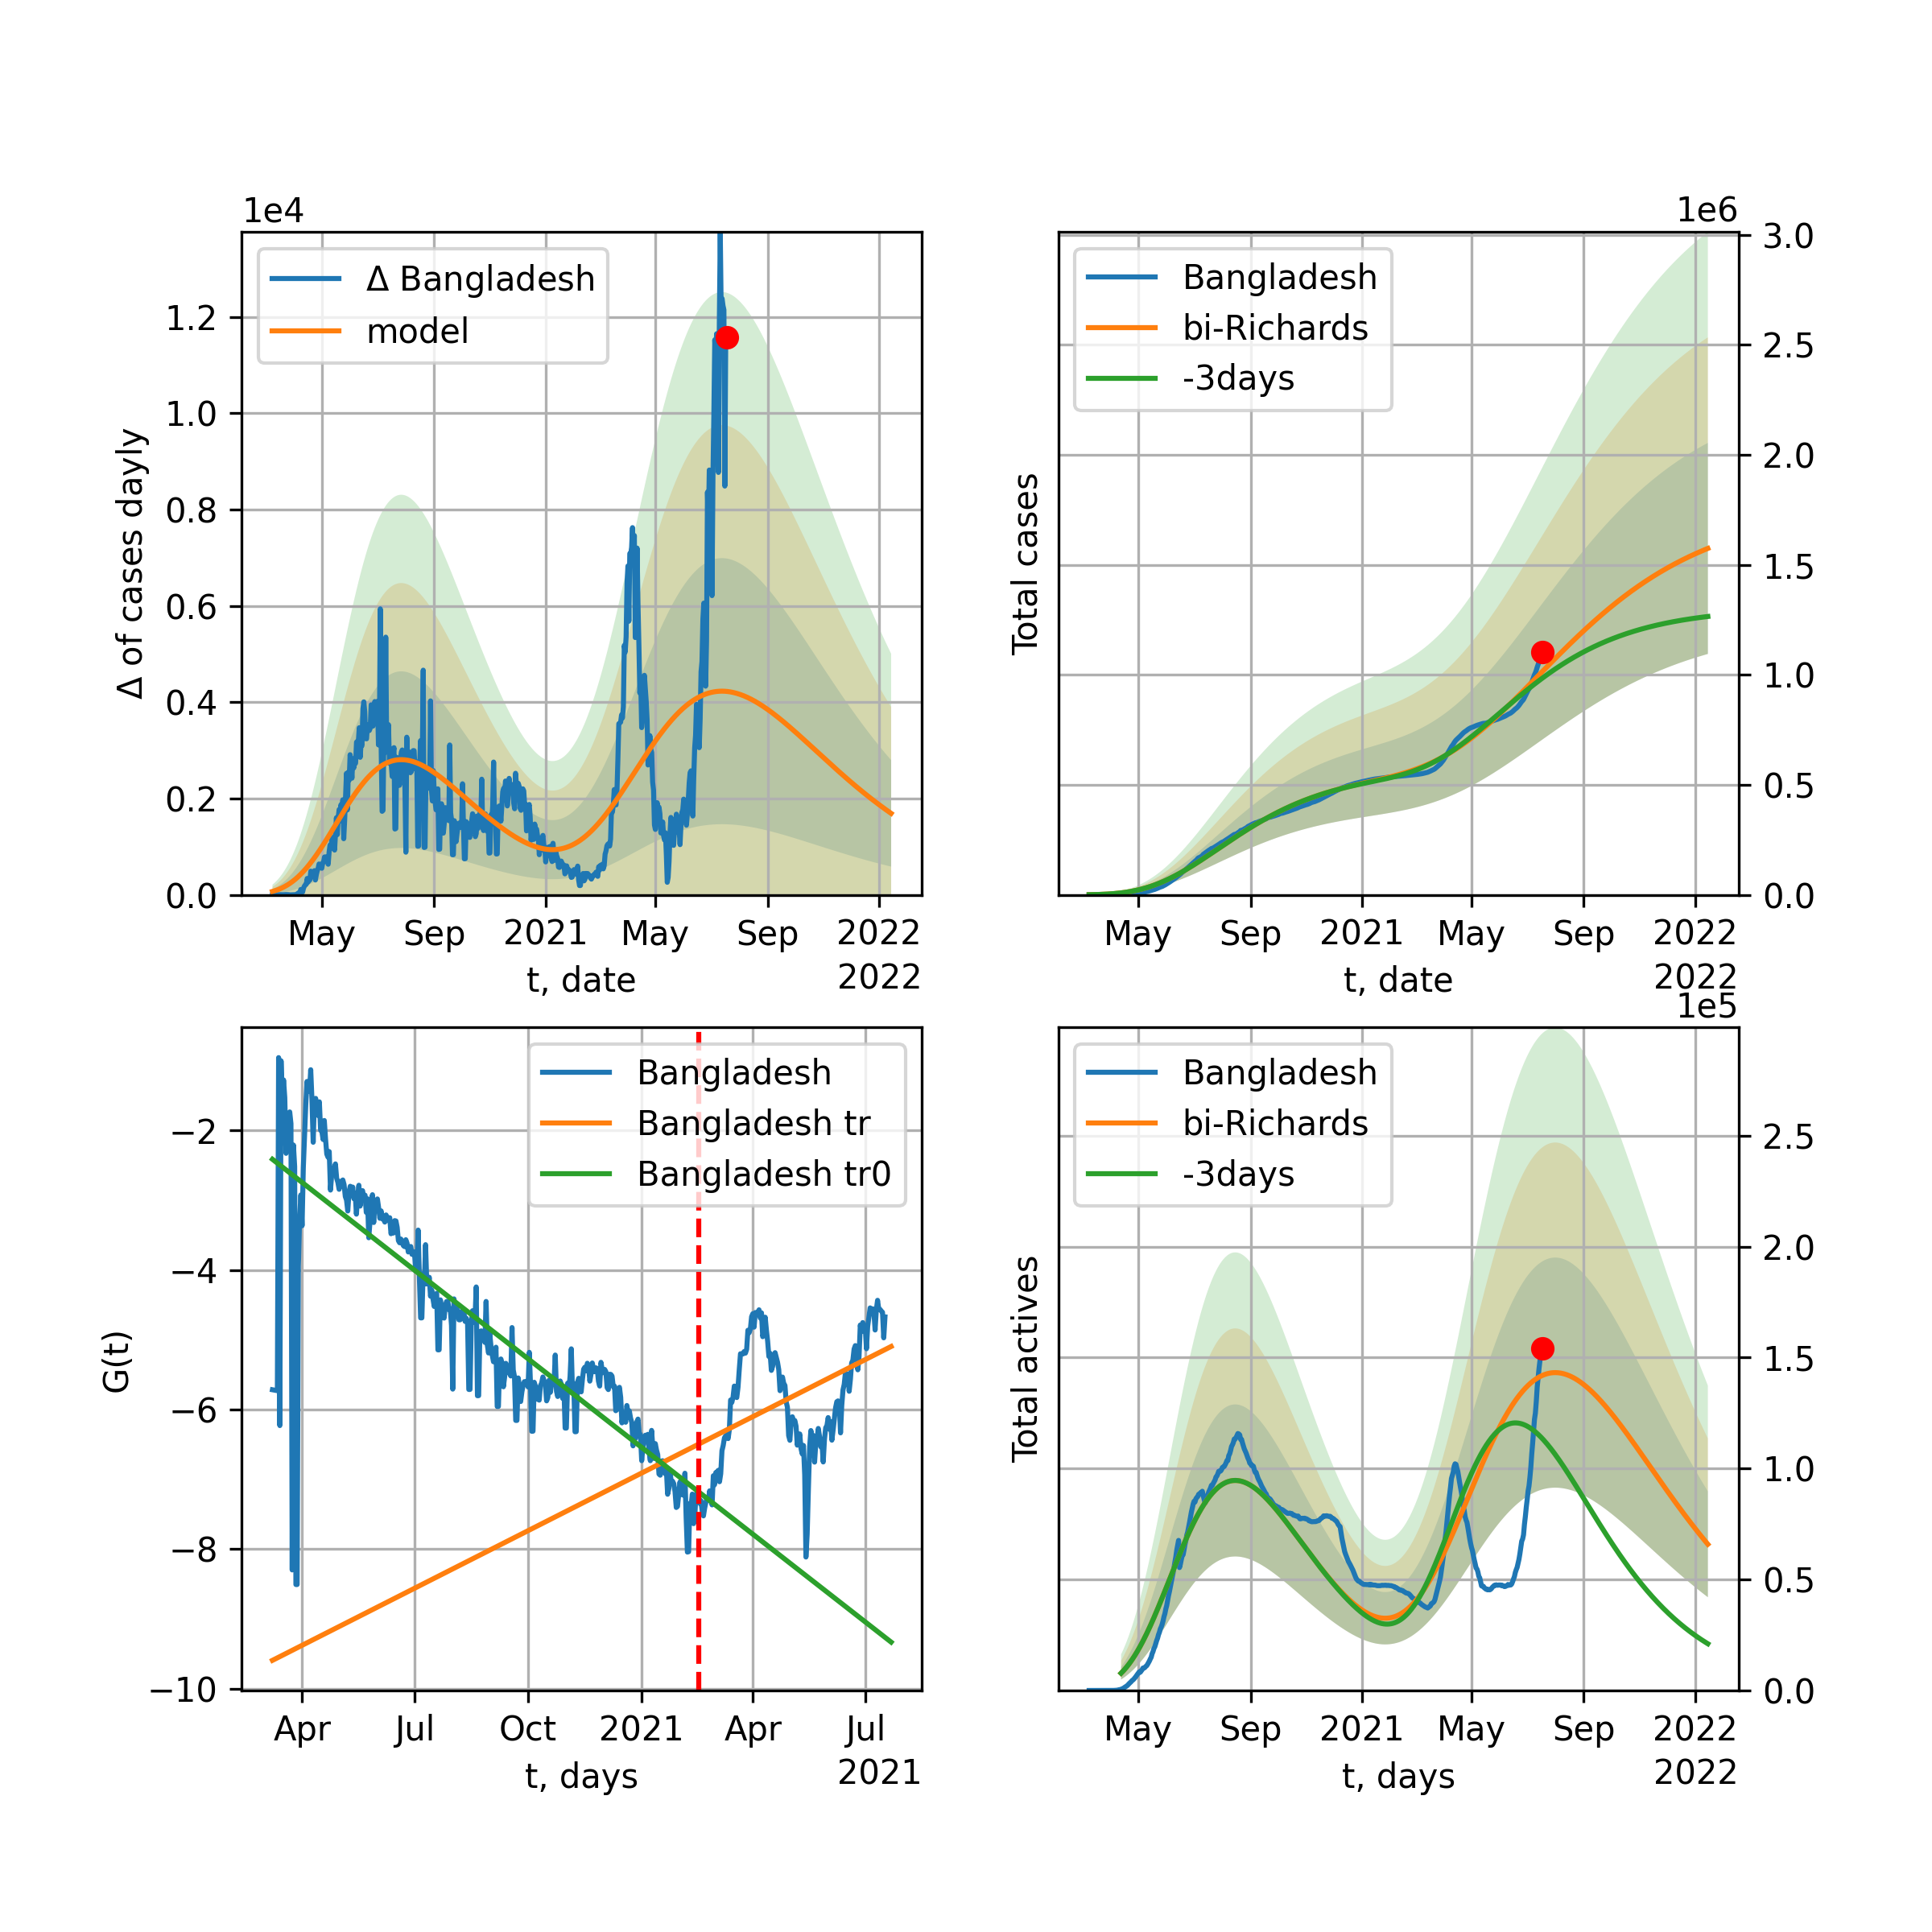 1e4
Δ Bangladesh
model
1.2
1.0
0.8
0.6
0.4
0.2
0.0
Δ of cases dayly
May Sep 2021 May Sep 2022
t, date
2022
1e6
Bangladesh
bi-Richards
-3days
3.0
2.5
2.0
1.5
1.0
0.5
0.0
Total cases
May Sep 2021 May Sep 2022
t, date
2022
Bangladesh
Bangladesh tr
Bangladesh tr0
−2
−4
−6
−8
−10
G(t)
Apr Jul Oct 2021 Apr Jul
t, days
2021
1e5
Bangladesh
bi-Richards
-3days
2.5
2.0
1.5
1.0
0.5
0.0
Total actives
May Sep 2021 May Sep 2022
t, days
2022